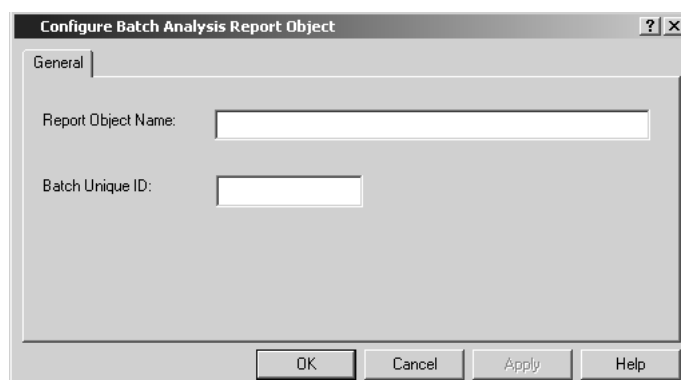 Configure Batch Analysis Report Object
General
Report Object Name:
Batch Unique ID:
OK Cancel Apply Help